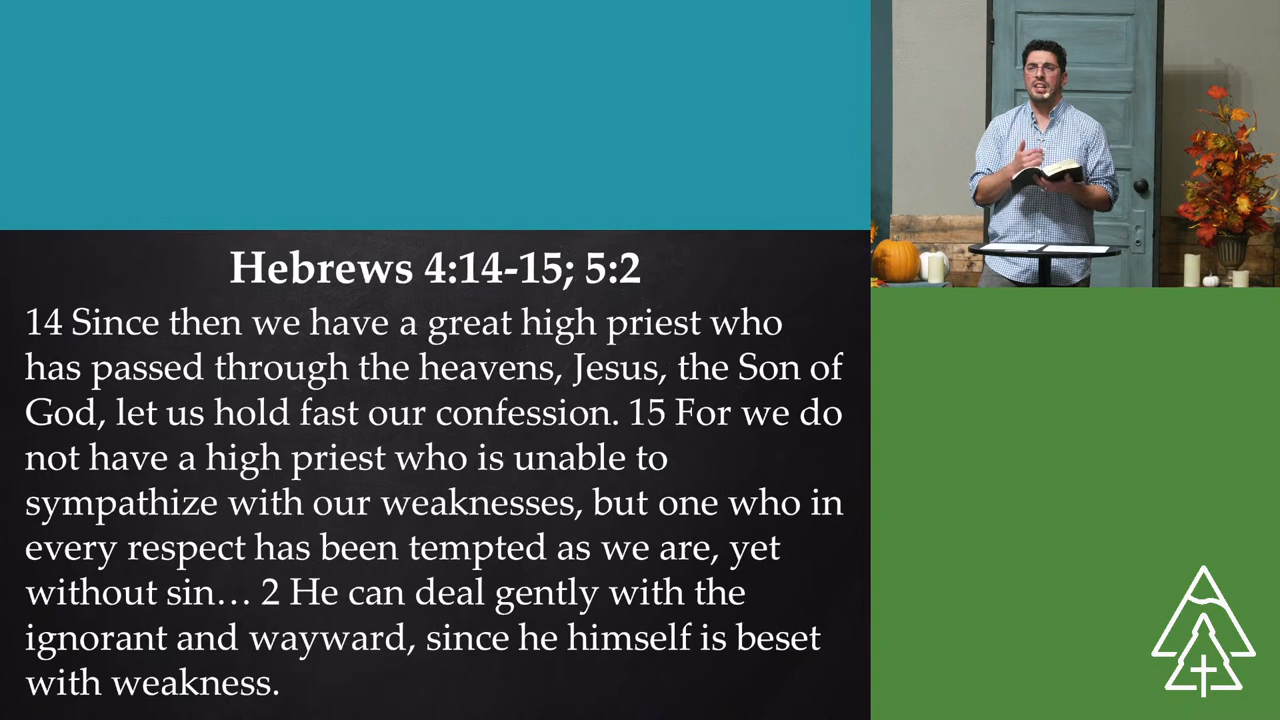 Hebrews 4:14-15; 5:2
14 Since then we have a great high priest who
has passed through the heavens, Jesus, the Son of
God, let us hold fast our confession. 15 For we do
not have a high priest who is unable to
sympathize with our weaknesses, but one who in
every respect has been tempted as we are, yet
without sin… 2 He can deal gently with the
ignorant and wayward, since he himself is beset
with weakness.